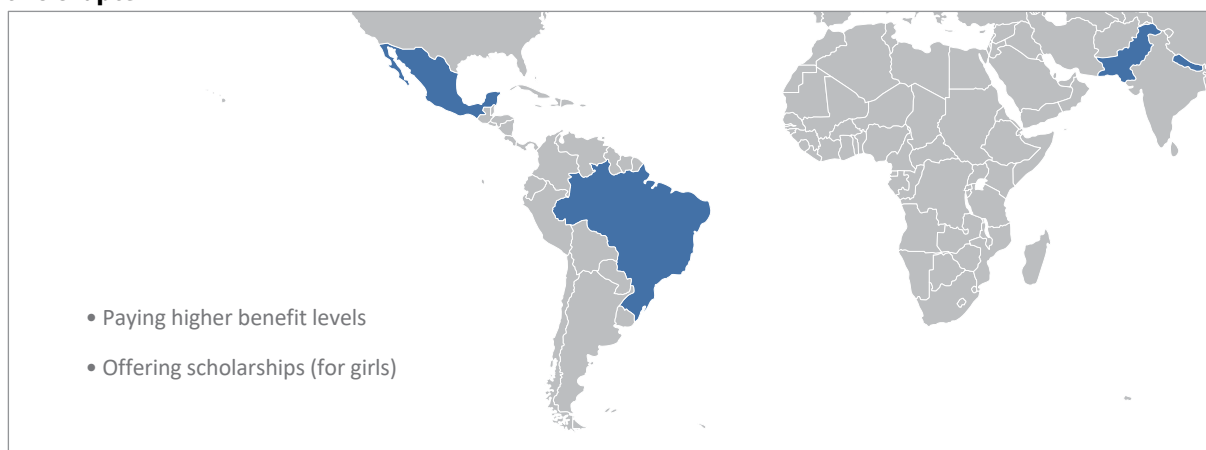 • Paying higher benefit levels
• Offering scholarships (for girls)